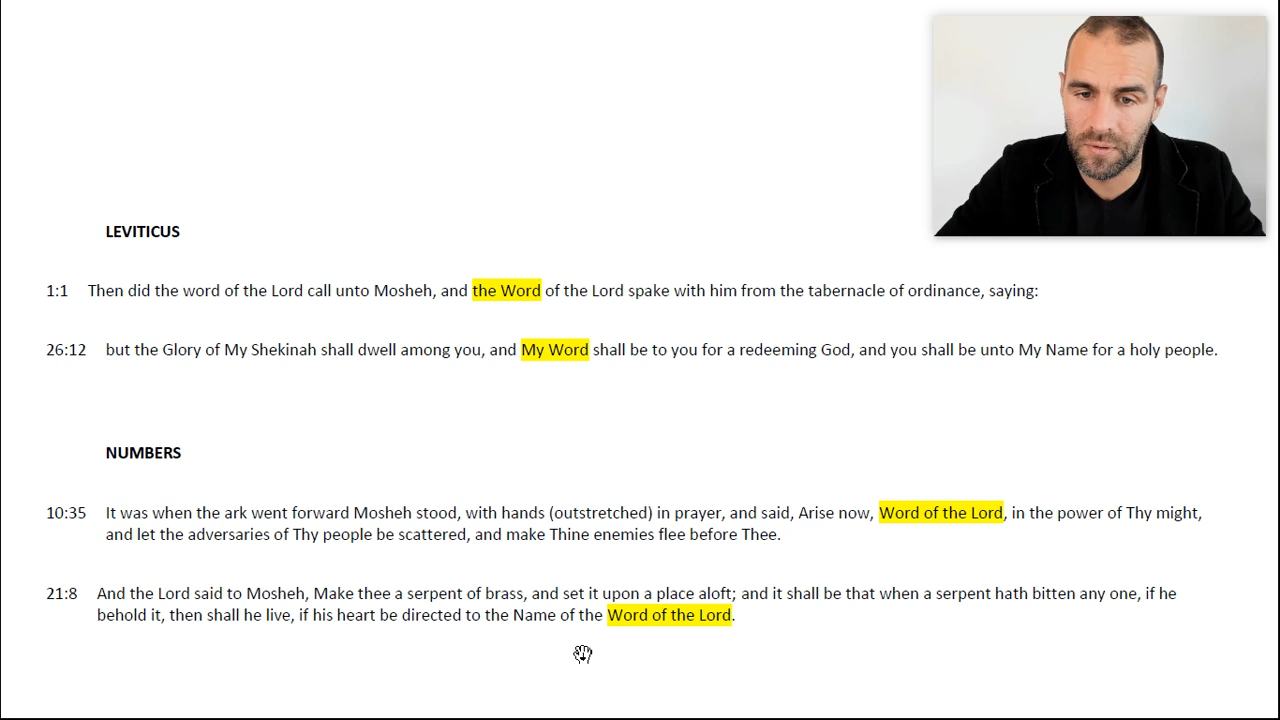 LEVITICUS
1:1 Then did the word of the Lord call unto Mosheh, and the Word of the Lord spake with him from the tabernacle of ordinance, saying:
26:12 but the Glory of My Shekinah shall dwell among you, and My Word shall be to you for a redeeming God, and you shall be unto My Name for a holy people.
NUMBERS
10:35 It was when the ark went forward Mosheh stood, with hands (outstretched) in prayer, and said, Arise now, Word of the Lord, in the power of Thy might,
and let the adversaries of Thy people be scattered, and make Thine enemies flee before Thee.
21:8 And the Lord said to Mosheh, Make thee a serpent of brass, and set it upon a place aloft; and it shall be that when a serpent hath bitten any one, if he
behold it, then shall he live, if his heart be directed to the Name of the Word of the Lord.